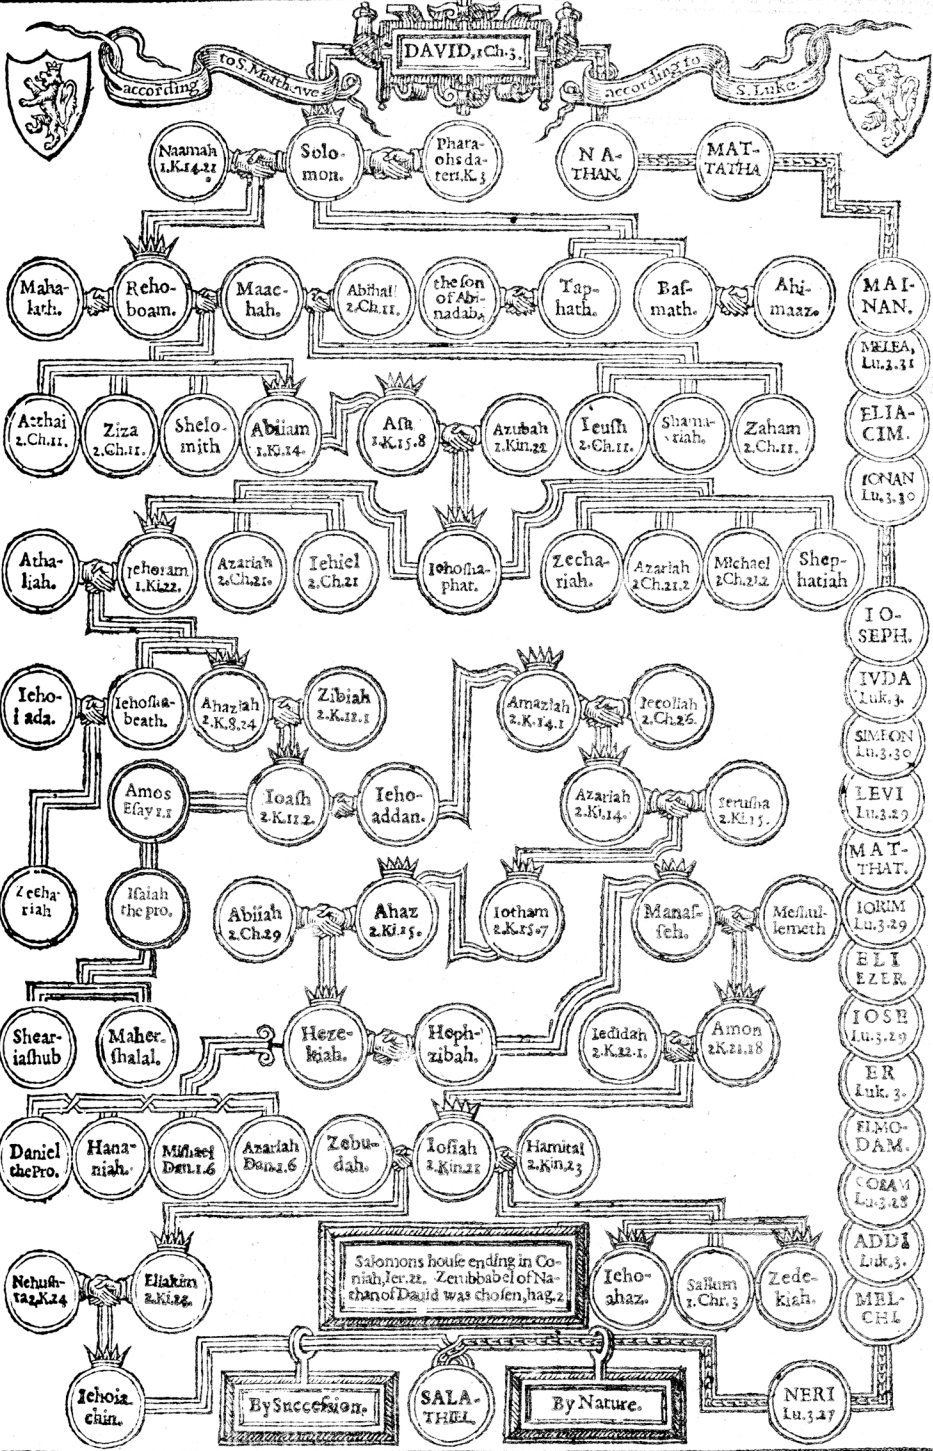 DAVID, 1Ch.3.
according
to S. Matthewe
according to
S. Luke.
Naamah
1.K.14.21
Solo-
mon.
Phara-
ohs da-
ter1.K.3
NA-
THAN.
MAT-
TATHA
Maha-
lath.
Reho-
boam.
Maac-
hah.
Abihail
2.Ch.11.
the son
of Abi-
nadab.
Tap-
hath.
Baſ-
math.
Ahi-
maaz.
MAI-
NAN.
MELEA,
Lu.3.31
Atthai
2.Ch.11.
Ziza
2.Ch.11.
Shelo-
mith
Abiiam
1.Ki.14.
Aſa
1.K.15.8
Azubah
1.Kin.22
Ieuſh
2.Ch.11.
Shama-
riah.
Zaham
2.Ch.11.
ELIA-
CIM.
IONAN
Lu.3.30
Atha-
liah.
Iehoram
1.Ki.22.
Azariah
2.Ch.21.
Iehiel
2.Ch.21
Iehoſha-
phat.
Zecha-
riah.
Azariah
2Ch.21.2
Michael
2Ch.21.2
Shep-
hatiah
IO-
SEPH.
Ieho-
iada.
Iehoſha-
beath.
Ahaziah
2.K.8.24
Zibiah
2.K.12.1
Amaziah
2.K.14.1
Iecoliah
2.Ch.26.
IVDA
Luk.3.
SIMEON
Lu.3.30
Amos
Eſay 1.1
Ioaſh
2.K.11.2.
Ieho-
addan.
Azariah
2.Ki.14.
Ieruſha
2.Ki.15.
LEVI
Lu.3.29
MAT-
THAT.
Zecha-
riah
Iſaiah
the pro.
Abiiah
2.Ch.29
Ahaz
2.Ki.15.
Iotham
2.K.15.7
Manaſ-
ſeh.
Meſhul-
lemeth
IORIM
Lu.3.29
ELI
EZER.
Shear-
iaſhub
Maher-
ſhalal.
Heze-
kiah.
Heph-
zibah.
Iedidah
2.K.22.1.
Amon
2K.21.18
IOSE
Lu.3.29
ER
Luk.3.
Daniel
the Pro.
Hana-
niah.
Miſhael
Dan.1.6
Azariah
Dan.1.6
Zebu-
dah.
Ioſiah
2.Kin.21
Hamital
2.Kin.23
ELMO-
DAM.
COSAM
Lu.3.28
ADDI
Luk.3.
Nehuſh-
ta2.K.24
Eliakim
2.Ki.23.
Salomons houſe ending in Co-
niah, Ier.22. Zerubbabel of Na-
than of Dauid was choſen, hag.2
Ieho-
ahaz.
Sallum
1.Chr.3
Zede-
kiah.
MEL-
CHI.
Iehoia
chin.
By Succeſsion.
SALA-
THIEL.
By Nature.
NERI
Lu.3.27